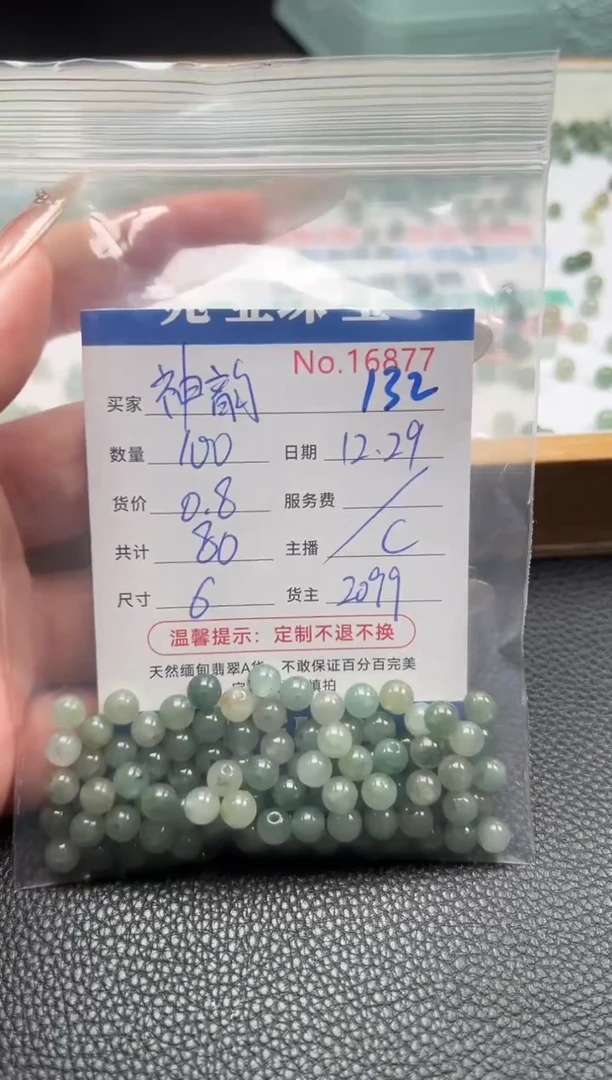 No.16877
买家 神韵 132
数量 100 日期 12.29
货价 0.8 服务费 /
共计 80 主播 C
尺寸 6 货主 2099
温馨提示：定制不退不换
天然缅甸翡翠A货 不敢保证百分百完美
慎拍